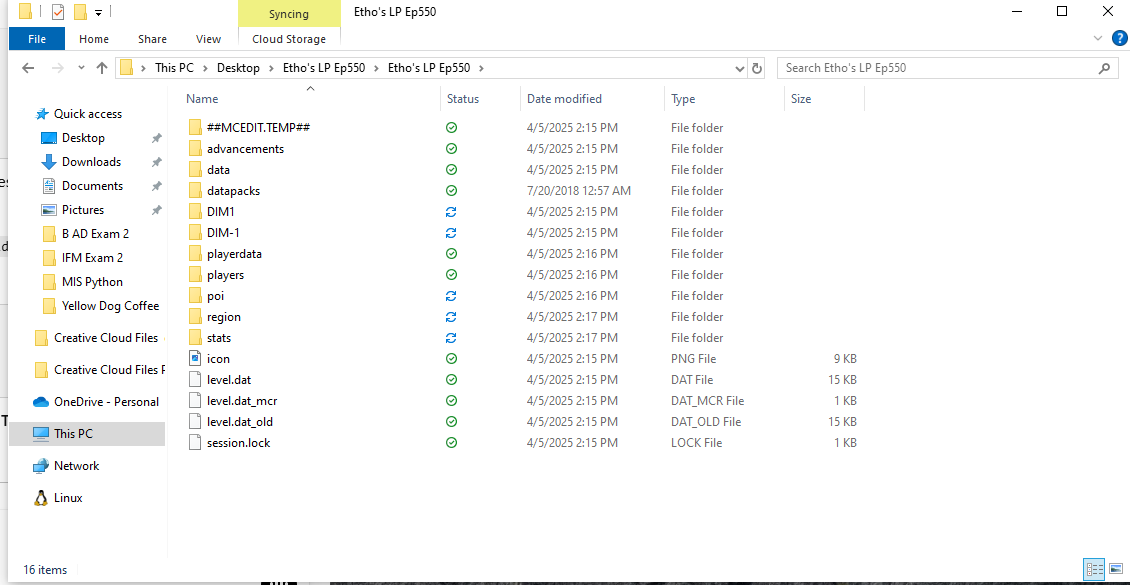 Syncing
Etho's LP Ep550
File
Home
Share
View
Cloud Storage
?
This PC
Desktop
Etho's LP Ep550
Etho's LP Ep550
Search Etho's LP Ep550
Name
Status
Date modified
Type
Size
Quick access
Desktop
Downloads
Documents
Pictures
B AD Exam 2
IFM Exam 2
MIS Python
Yellow Dog Coffee
Creative Cloud Files
Creative Cloud Files F
OneDrive - Personal
This PC
Network
Linux
##MCEDIT.TEMP## 4/5/2025 2:15 PM File folder
advancements 4/5/2025 2:15 PM File folder
data 4/5/2025 2:15 PM File folder
datapacks 7/20/2018 12:57 AM File folder
DIM1 4/5/2025 2:15 PM File folder
DIM-1 4/5/2025 2:15 PM File folder
playerdata 4/5/2025 2:16 PM File folder
players 4/5/2025 2:16 PM File folder
poi 4/5/2025 2:16 PM File folder
region 4/5/2025 2:17 PM File folder
stats 4/5/2025 2:17 PM File folder
icon 4/5/2025 2:15 PM PNG File 9 KB
level.dat 4/5/2025 2:15 PM DAT File 15 KB
level.dat_mcr 4/5/2025 2:15 PM DAT_MCR File 1 KB
level.dat_old 4/5/2025 2:15 PM DAT_OLD File 15 KB
session.lock 4/5/2025 2:15 PM LOCK File 1 KB
16 items